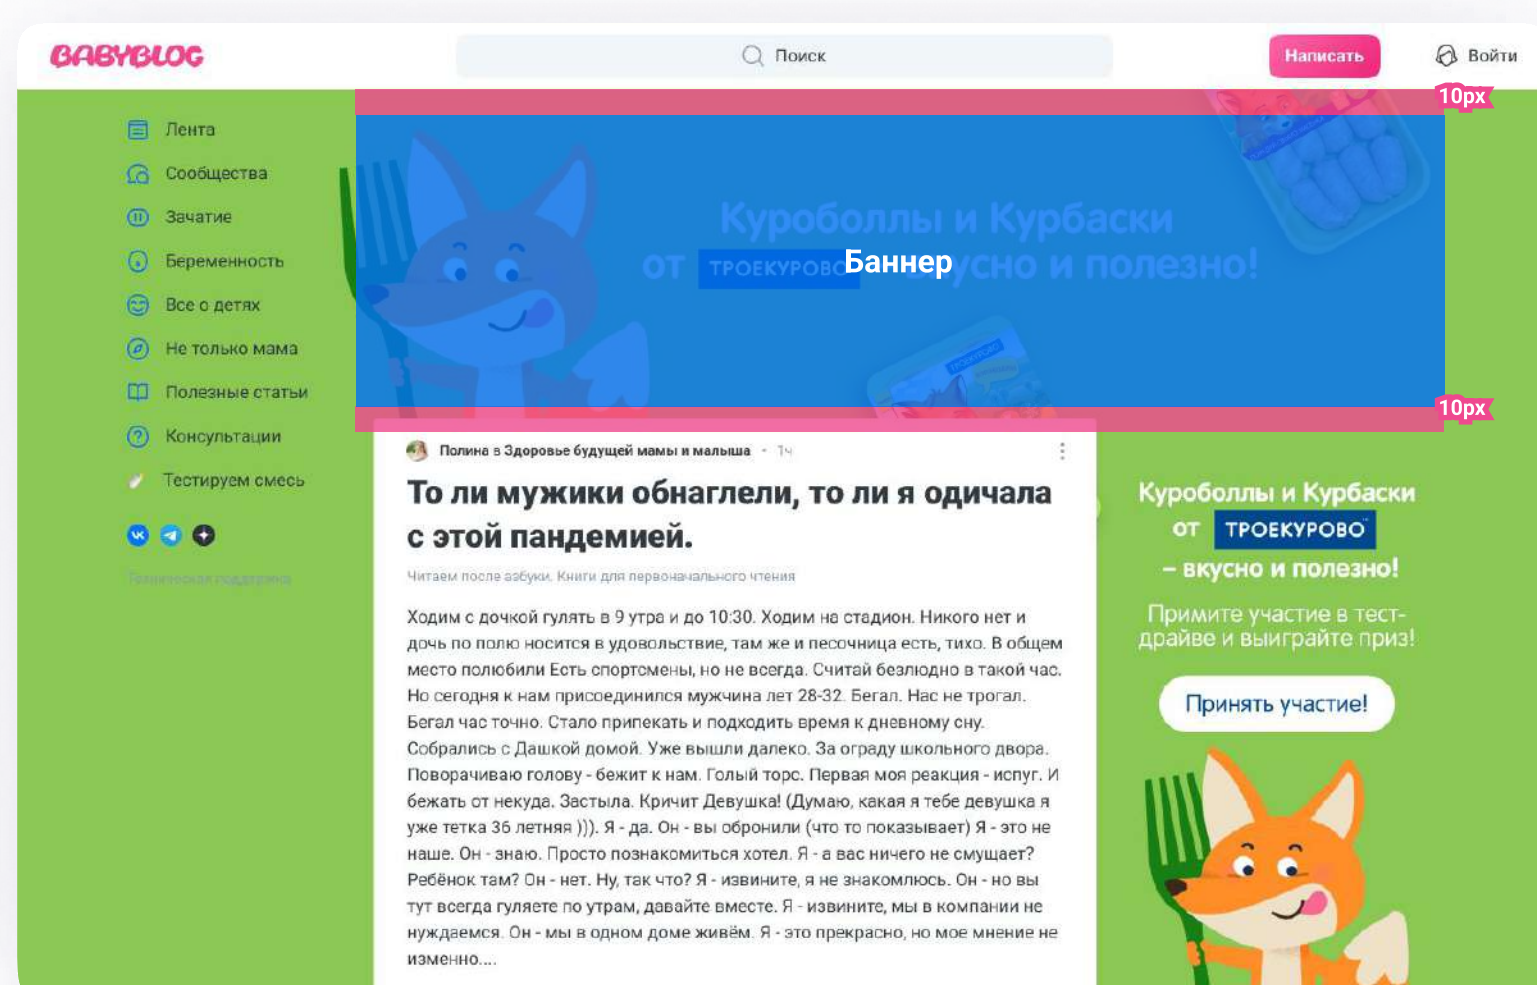 BABYBLOG
Поиск
Написать
Войти
10px
Лента
Сообщества
Зачатие
Беременность
Все о детях
Не только мама
Полезные статьи
Консультации
Тестируем смесь
Техническая поддержка
Куроболлы и Курбаски
от ТРОЕКУРОВО Баннер усно и полезно!
ТРОЕКУРОВО
10px
Полина в Здоровье будущей мамы и малыша • 1ч
То ли мужики обнаглели, то ли я одичала
с этой пандемией.
Читаем после азбуки. Книги для первоначального чтения
Ходим с дочкой гулять в 9 утра и до 10:30. Ходим на стадион. Никого нет и
дочь по полю носится в удовольствие, там же и песочница есть, тихо. В общем
место полюбили Есть спортсмены, но не всегда. Считай безлюдно в такой час.
Но сегодня к нам присоединился мужчина лет 28-32. Бегал. Нас не трогал.
Бегал час точно. Стало припекать и подходить время к дневному сну.
Собрались с Дашкой домой. Уже вышли далеко. За ограду школьного двора.
Поворачиваю голову - бежит к нам. Голый торс. Первая моя реакция - испуг. И
бежать от некуда. Застыла. Кричит Девушка! (Думаю, какая я тебе девушка я
уже тетка 36 летняя ))). Я - да. Он - вы обронили (что то показывает) Я - это не
наше. Он - знаю. Просто познакомиться хотел. Я - а вас ничего не смущает?
Ребёнок там? Он - нет. Ну, так что? Я - извините, я не знакомлюсь. Он - но вы
тут всегда гуляете по утрам, давайте вместе. Я - извините, мы в компании не
нуждаемся. Он - мы в одном доме живём. Я - это прекрасно, но мое мнение не
изменно....
Куроболлы и Курбаски
от ТРОЕКУРОВО
– вкусно и полезно!
Примите участие в тест-
драйве и выиграйте приз!
Принять участие!